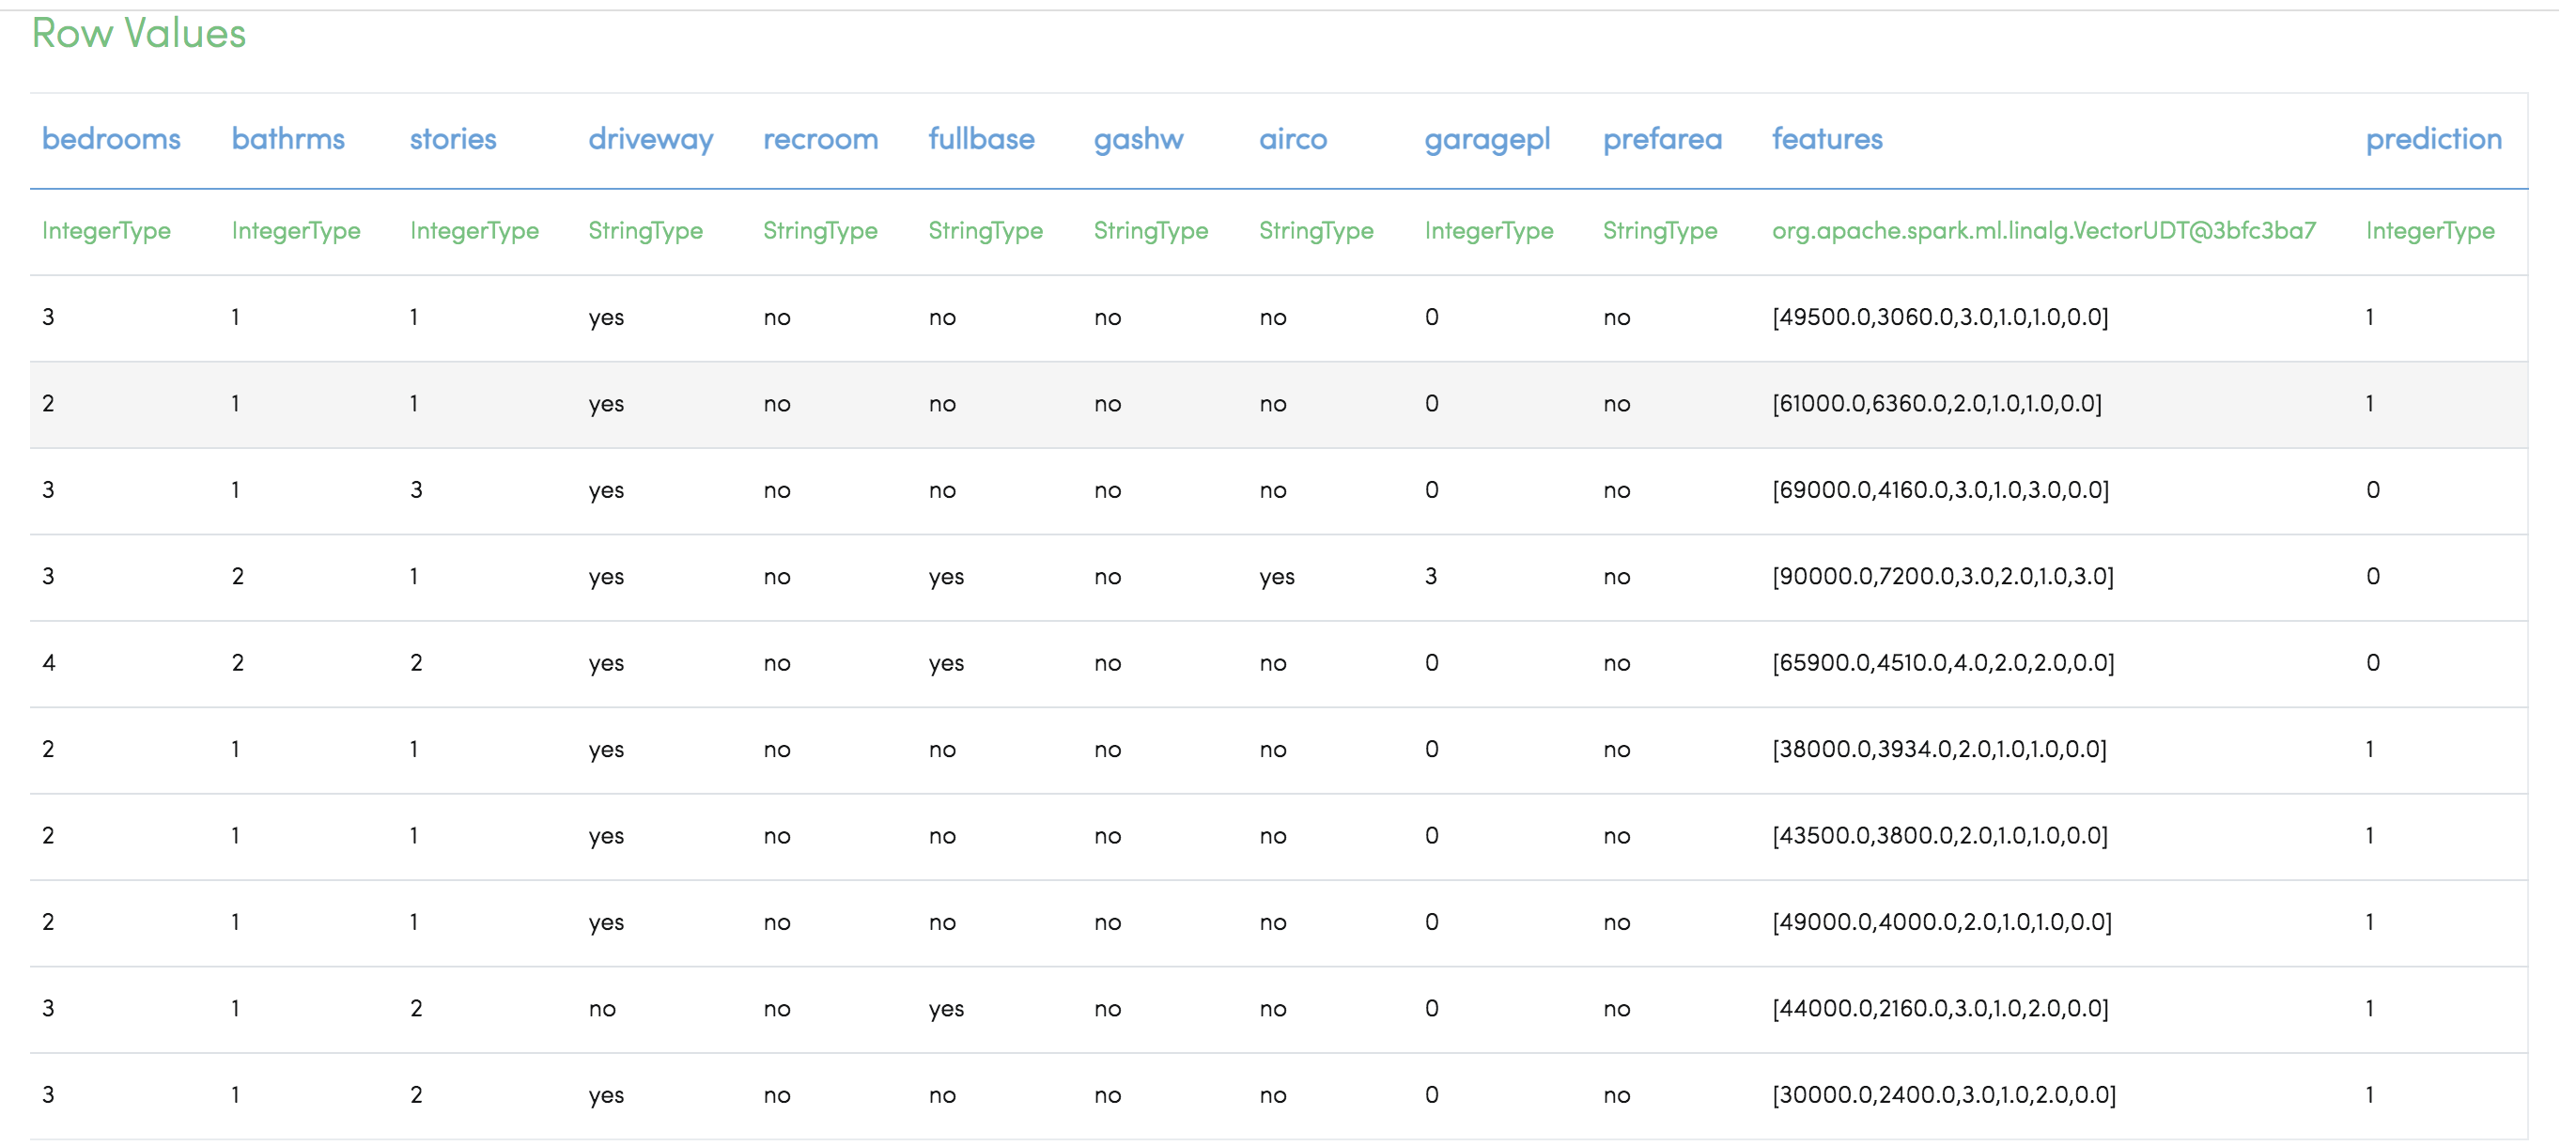 Row Values
bedrooms bathrms stories driveway recroom fullbase gashw airco garagepl prefarea features prediction
IntegerType IntegerType IntegerType StringType StringType StringType StringType StringType IntegerType StringType org.apache.spark.ml.linalg.VectorUDT@3bfc3ba7 IntegerType
3 1 1 yes no no no no 0 no [49500.0,3060.0,3.0,1.0,1.0,0.0] 1
2 1 1 yes no no no no 0 no [61000.0,6360.0,2.0,1.0,1.0,0.0] 1
3 1 3 yes no no no no 0 no [69000.0,4160.0,3.0,1.0,3.0,0.0] 0
3 2 1 yes no yes no yes 3 no [90000.0,7200.0,3.0,2.0,1.0,3.0] 0
4 2 2 yes no yes no no 0 no [65900.0,4510.0,4.0,2.0,2.0,0.0] 0
2 1 1 yes no no no no 0 no [38000.0,3934.0,2.0,1.0,1.0,0.0] 1
2 1 1 yes no no no no 0 no [43500.0,3800.0,2.0,1.0,1.0,0.0] 1
2 1 1 yes no no no no 0 no [49000.0,4000.0,2.0,1.0,1.0,0.0] 1
3 1 2 no no yes no no 0 no [44000.0,2160.0,3.0,1.0,2.0,0.0] 1
3 1 2 yes no no no no 0 no [30000.0,2400.0,3.0,1.0,2.0,0.0] 1